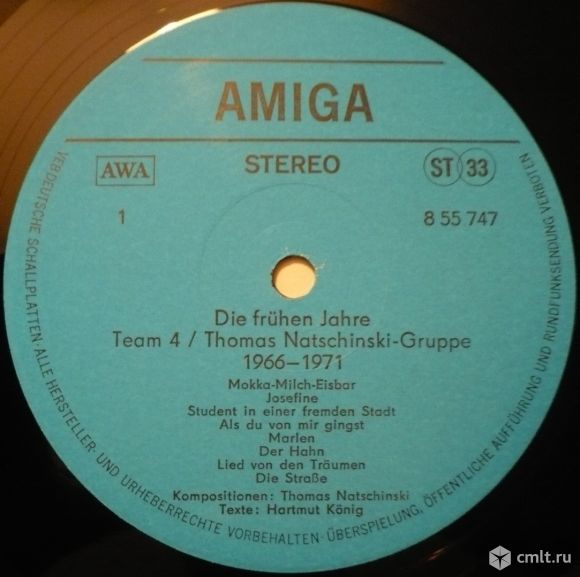 AMIGA
AWA
STEREO
ST 33
1
8 55 747
Die frühen Jahre
Team 4 / Thomas Natschinski-Gruppe
1966–1971
Mokka-Milch-Eisbar
Josefine
Student in einer fremden Stadt
Als du von mir gingst
Marlen
Der Hahn
Lied von den Träumen
Die Straße
Kompositionen: Thomas Natschinski
Texte: Hartmut König
VEB DEUTSCHE SCHALLPLATTEN · ALLE HERSTELLER- UND URHEBERRECHTE VORBEHALTEN · ÜBERSPIELUNG, ÖFFENTLICHE AUFFÜHRUNG UND RUNDFUNKSENDUNG VERBOTEN
cmlt.ru